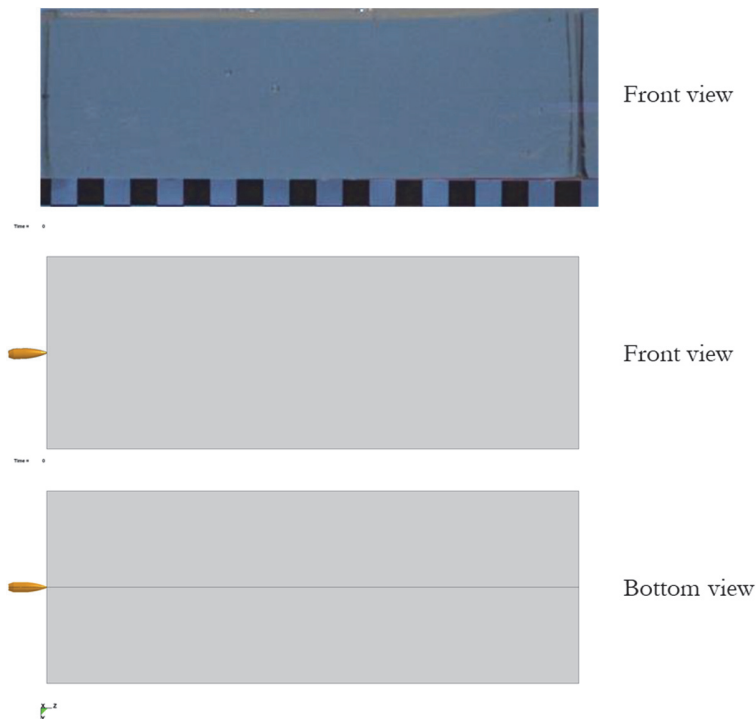 Front view
Time = 0
Front view
Time = 0
Bottom view
X Z
Y